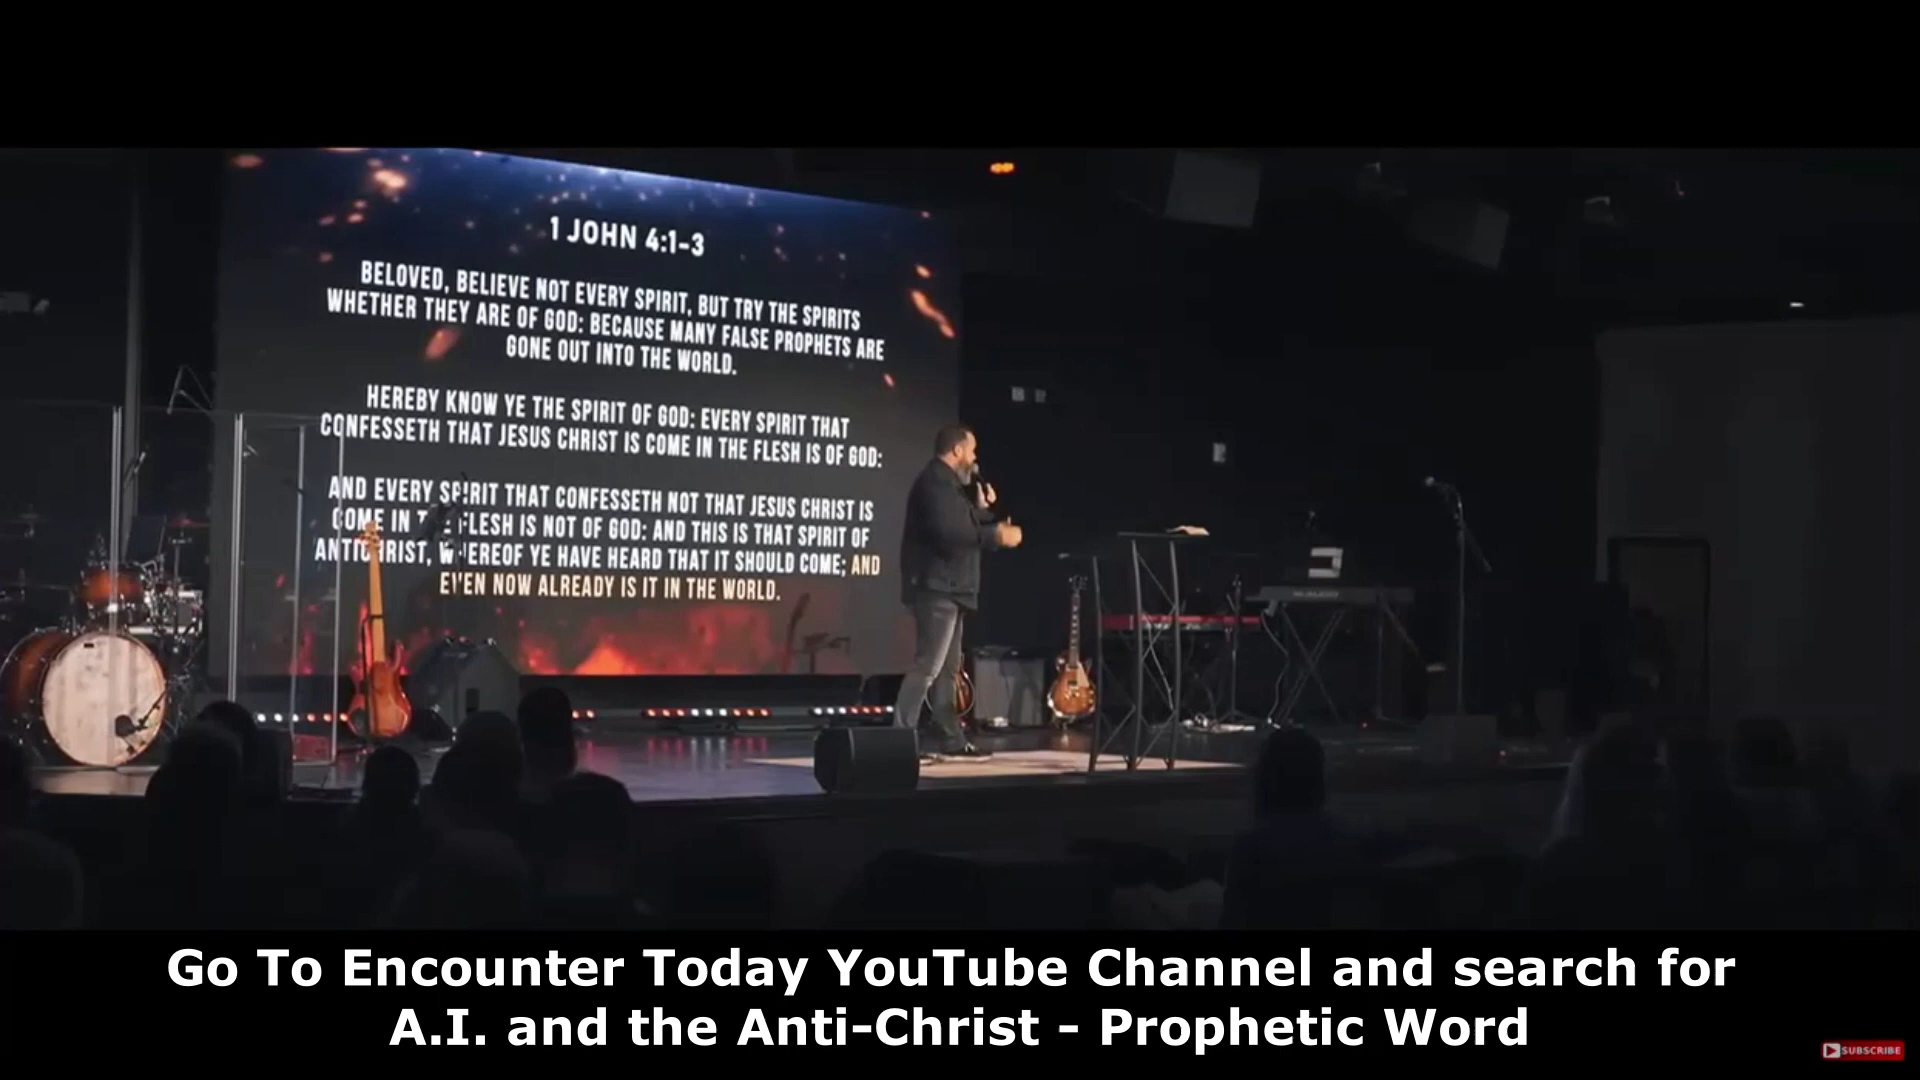 1 JOHN 4:1-3
BELOVED, BELIEVE NOT EVERY SPIRIT, BUT TRY THE SPIRITS
WHETHER THEY ARE OF GOD: BECAUSE MANY FALSE PROPHETS ARE
GONE OUT INTO THE WORLD.
HEREBY KNOW YE THE SPIRIT OF GOD: EVERY SPIRIT THAT
CONFESSETH THAT JESUS CHRIST IS COME IN THE FLESH IS OF GOD:
AND EVERY SPIRIT THAT CONFESSETH NOT THAT JESUS CHRIST IS
COME IN THE FLESH IS NOT OF GOD: AND THIS IS THAT SPIRIT OF
ANTICHRIST, WHEREOF YE HAVE HEARD THAT IT SHOULD COME; AND
EVEN NOW ALREADY IS IT IN THE WORLD.
Go To Encounter Today YouTube Channel and search for
A.I. and the Anti-Christ - Prophetic Word
SUBSCRIBE